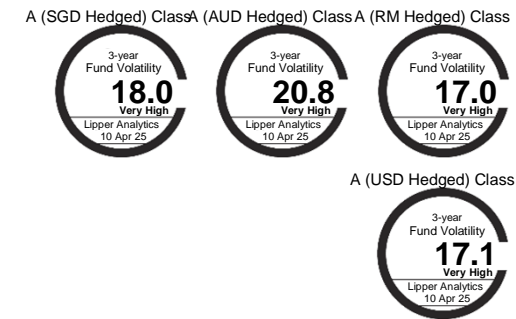 A (SGD Hedged) Class
3-year
Fund Volatility
18.0
Very High
Lipper Analytics
10 Apr 25
A (AUD Hedged) Class
3-year
Fund Volatility
20.8
Very High
Lipper Analytics
10 Apr 25
A (RM Hedged) Class
3-year
Fund Volatility
17.0
Very High
Lipper Analytics
10 Apr 25
A (USD Hedged) Class
3-year
Fund Volatility
17.1
Very High
Lipper Analytics
10 Apr 25